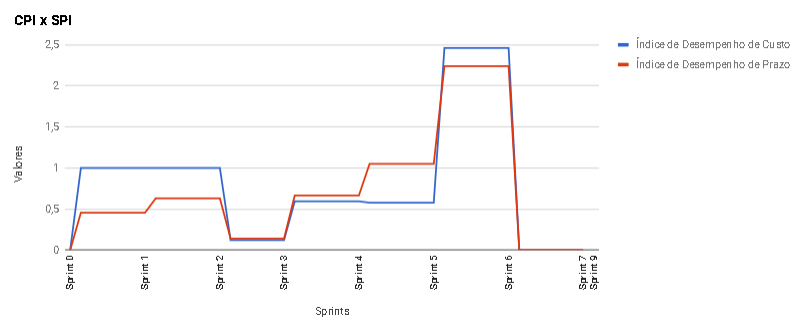 CPI x SPI
Índice de Desempenho de Custo
Índice de Desempenho de Prazo
Valores
2,5
2
1,5
1
0,5
0
Sprint 0
Sprint 1
Sprint 2
Sprint 3
Sprint 4
Sprint 5
Sprint 6
Sprint 7
Sprint 9
Sprints